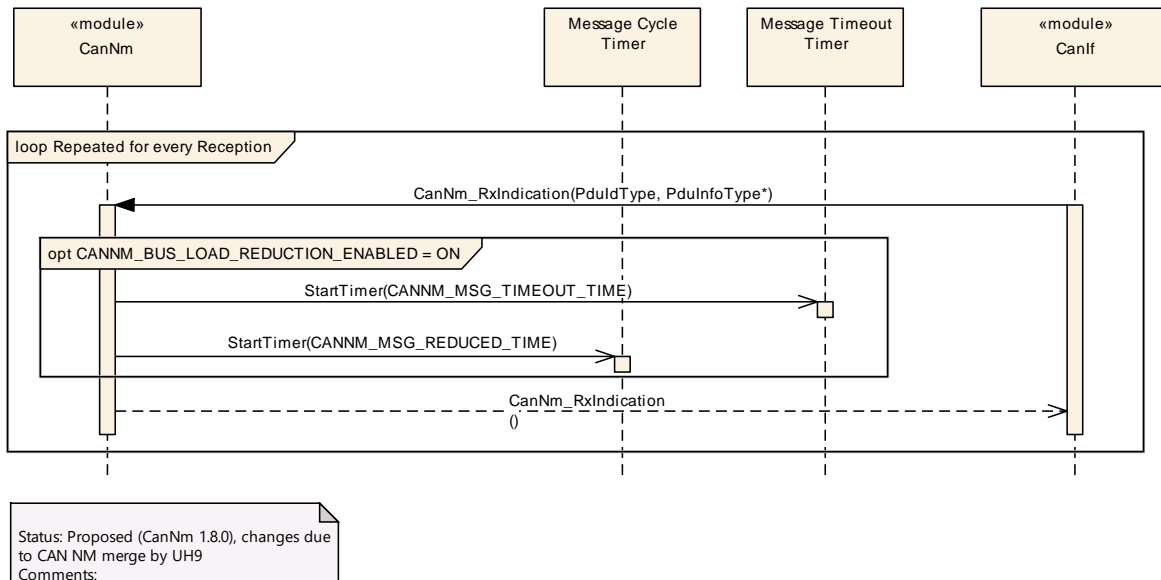 «module»
CanNm
Message Cycle
Timer
Message Timeout
Timer
«module»
CanIf
loop Repeated for every Reception
CanNm_RxIndication(PduIdType, PduInfoType*)
opt CANNM_BUS_LOAD_REDUCTION_ENABLED = ON
StartTimer(CANNM_MSG_TIMEOUT_TIME)
StartTimer(CANNM_MSG_REDUCED_TIME)
CanNm_RxIndication
()
Status: Proposed (CanNm 1.8.0), changes due
to CAN NM merge by UH9
Comments: